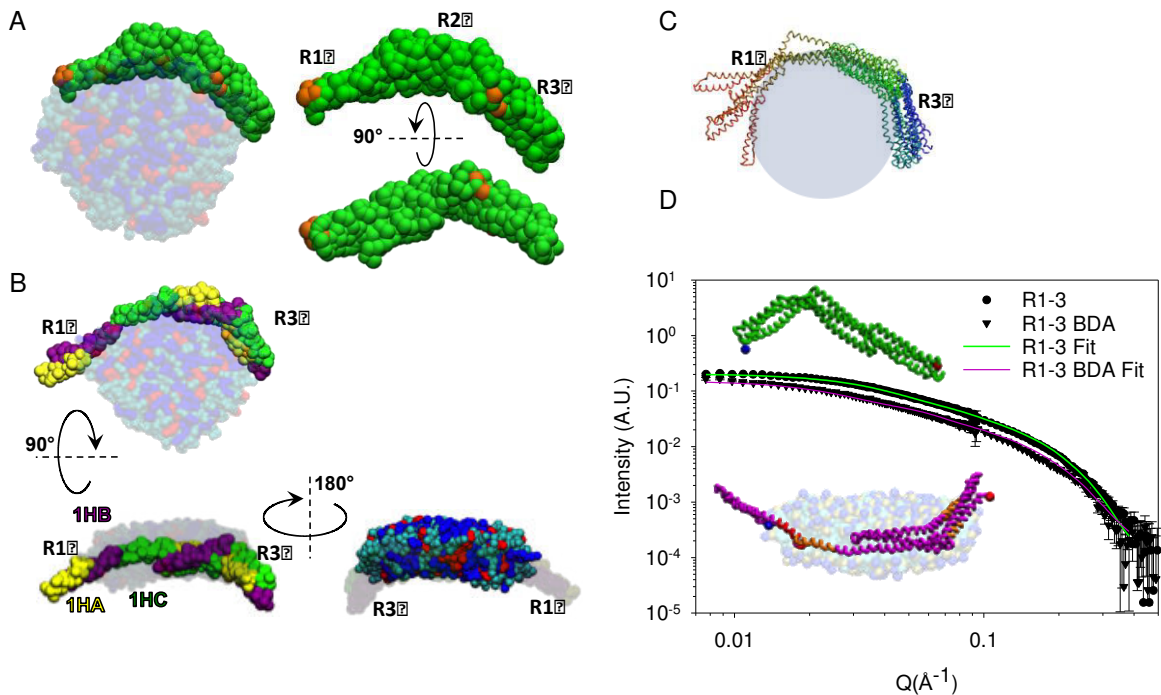 A
R1
R2
R3
90°
B
R1
R3
90°
1HB
R1
R3
1HA
1HC
180°
R3
R1
C
R1
R3
D
R1-3
R1-3 BDA
R1-3 Fit
R1-3 BDA Fit
Intensity (A.U.)
10¹
10⁰
10⁻¹
10⁻²
10⁻³
10⁻⁴
10⁻⁵
0.01
0.1
Q(Å⁻¹)